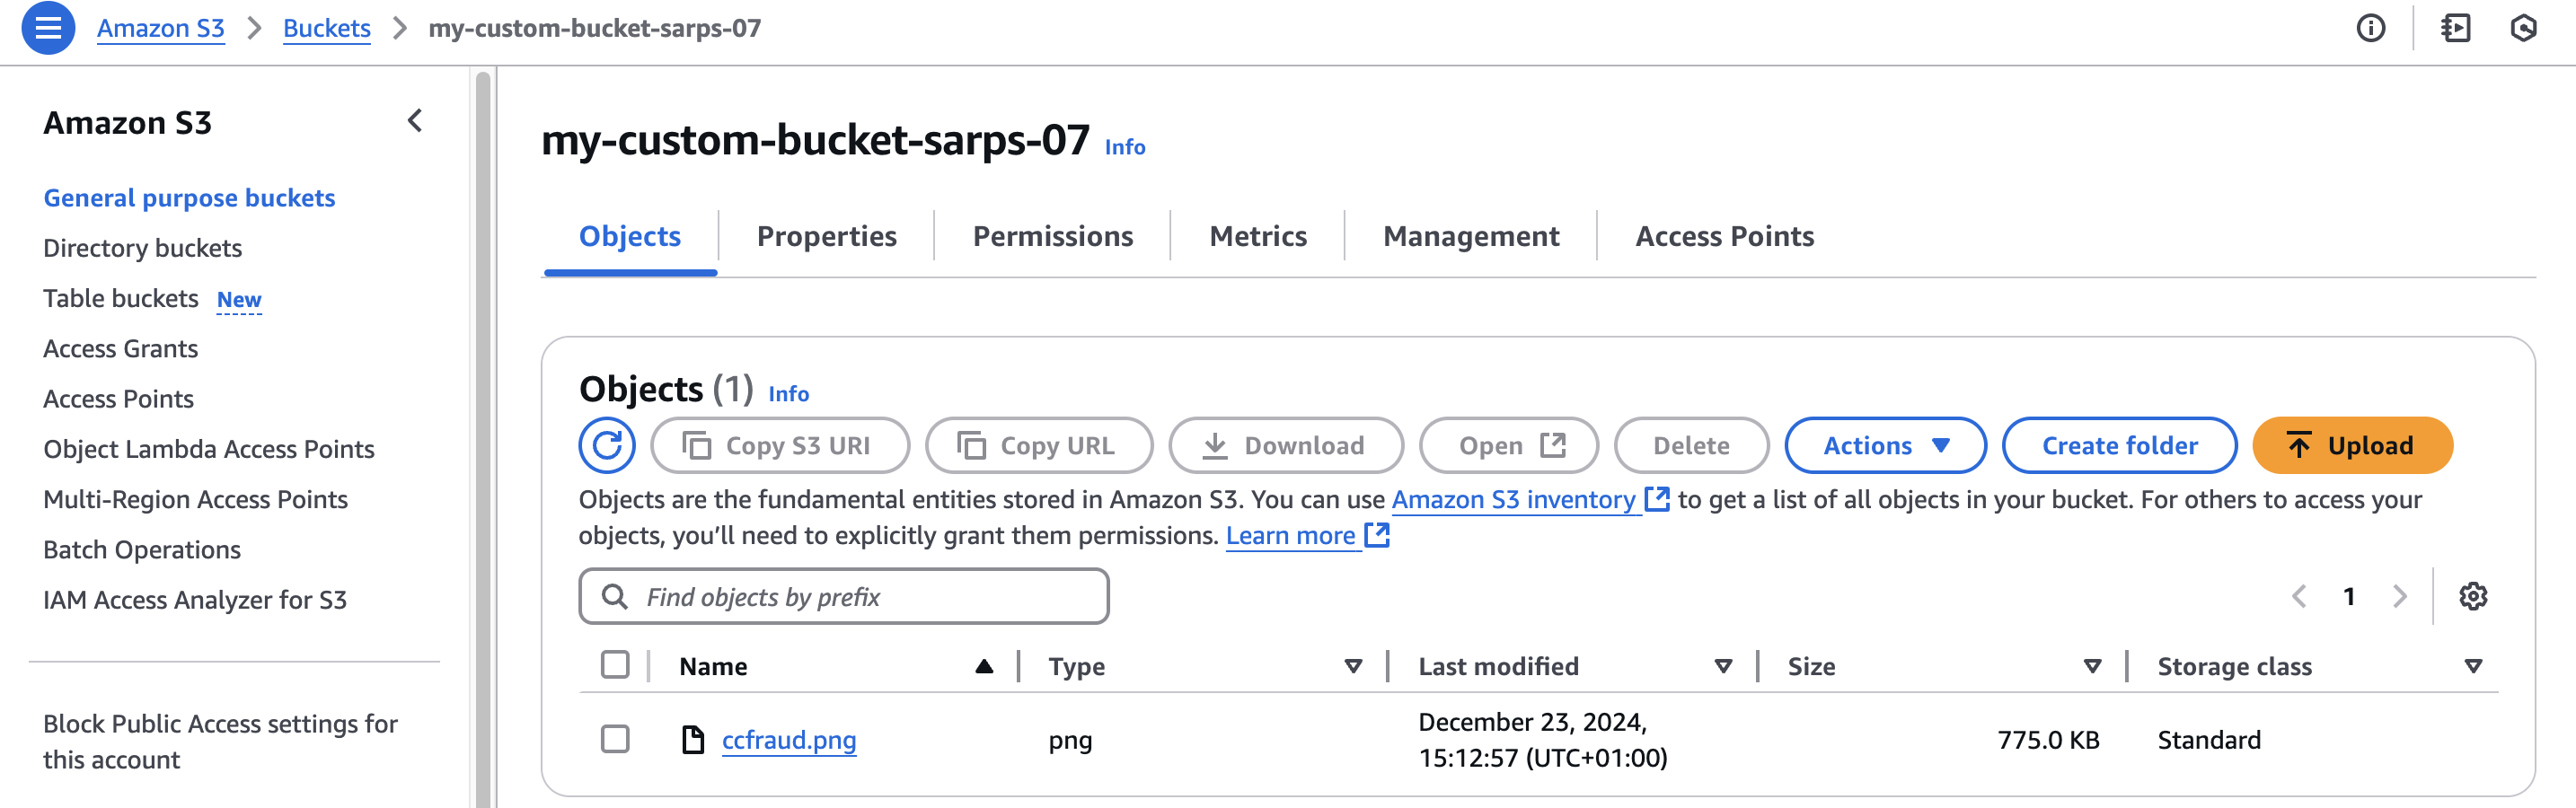 Amazon S3 > Buckets > my-custom-bucket-sarps-07
Amazon S3
General purpose buckets
Directory buckets
Table buckets New
Access Grants
Access Points
Object Lambda Access Points
Multi-Region Access Points
Batch Operations
IAM Access Analyzer for S3
Block Public Access settings for
this account
my-custom-bucket-sarps-07 Info
Objects Properties Permissions Metrics Management Access Points
Objects (1) Info
Copy S3 URI Copy URL Download Open Delete Actions Create folder Upload
Objects are the fundamental entities stored in Amazon S3. You can use Amazon S3 inventory to get a list of all objects in your bucket. For others to access your
objects, you’ll need to explicitly grant them permissions. Learn more
Find objects by prefix
1
Name Type Last modified Size Storage class
ccfraud.png png December 23, 2024, 775.0 KB Standard
15:12:57 (UTC+01:00)